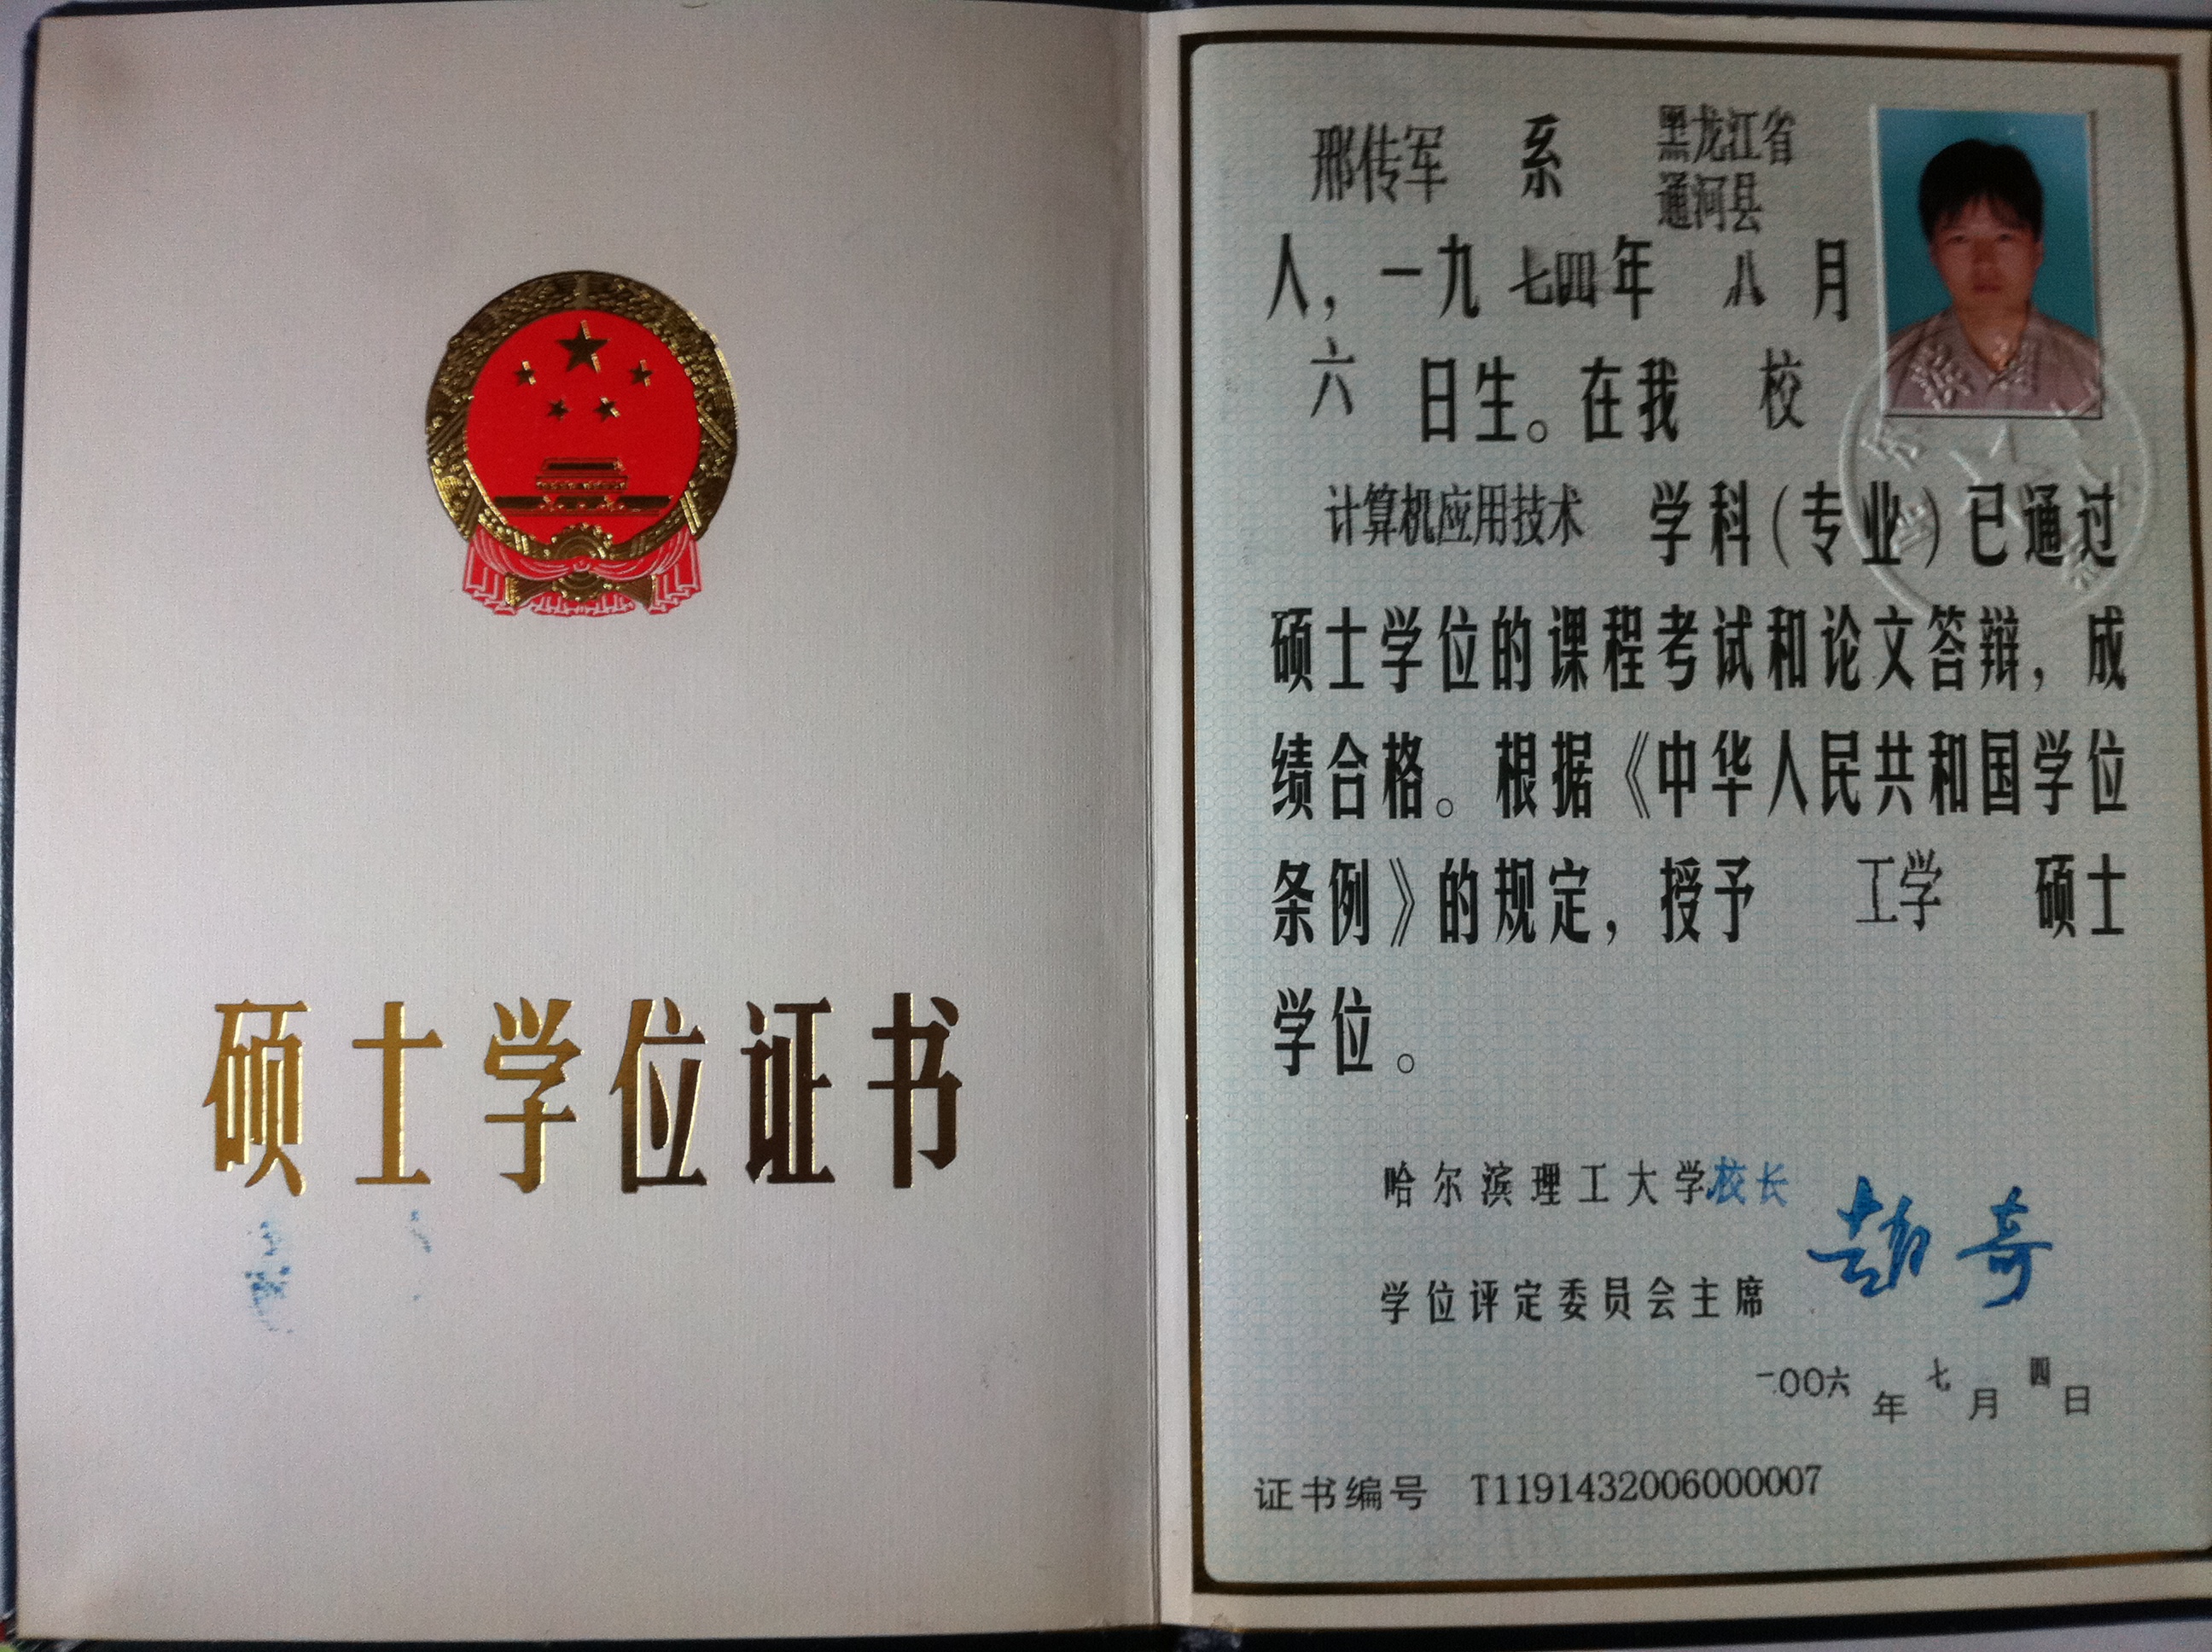 硕士学位证书
邢传军 系 黑龙江省
通河县
人，一九七四年 八 月
六 日生。在我 校
计算机应用技术 学科（专业）已通过
硕士学位的课程考试和论文答辩，成
绩合格。根据《中华人民共和国学位
条例》的规定，授予 工学 硕士
学位。
哈尔滨理工大学校长
学位评定委员会主席
二〇〇六 年 七 月 四 日
证书编号 T1191432006000007